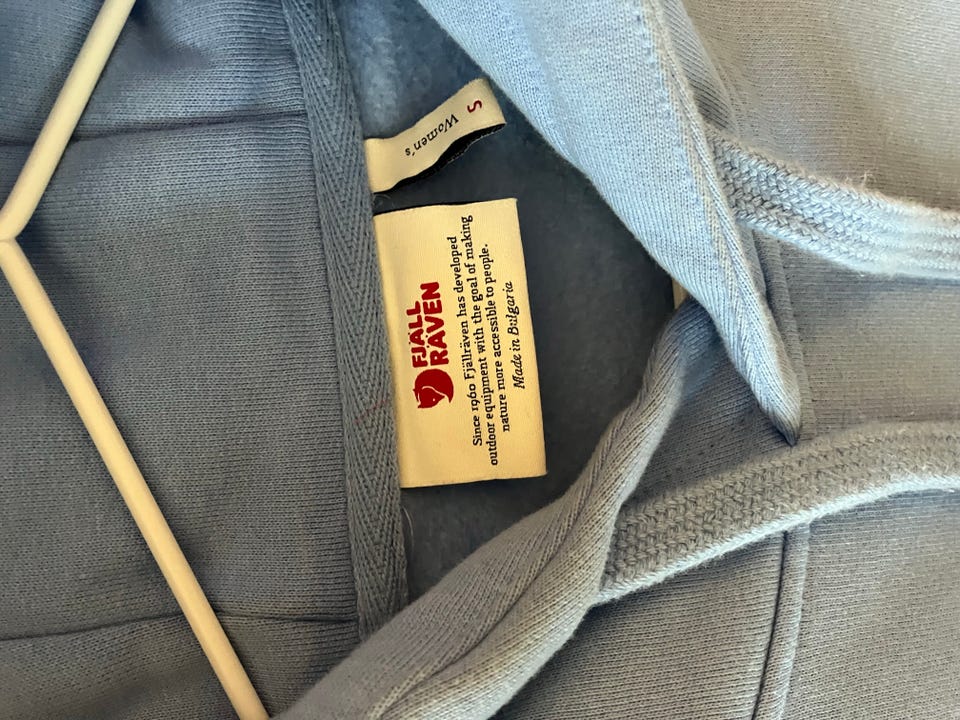 S
Women's
FJÄLL
RÄVEN
Since 1960 Fjällräven has developed
outdoor equipment with the goal of making
nature more accessible to people.
Made in Bulgaria